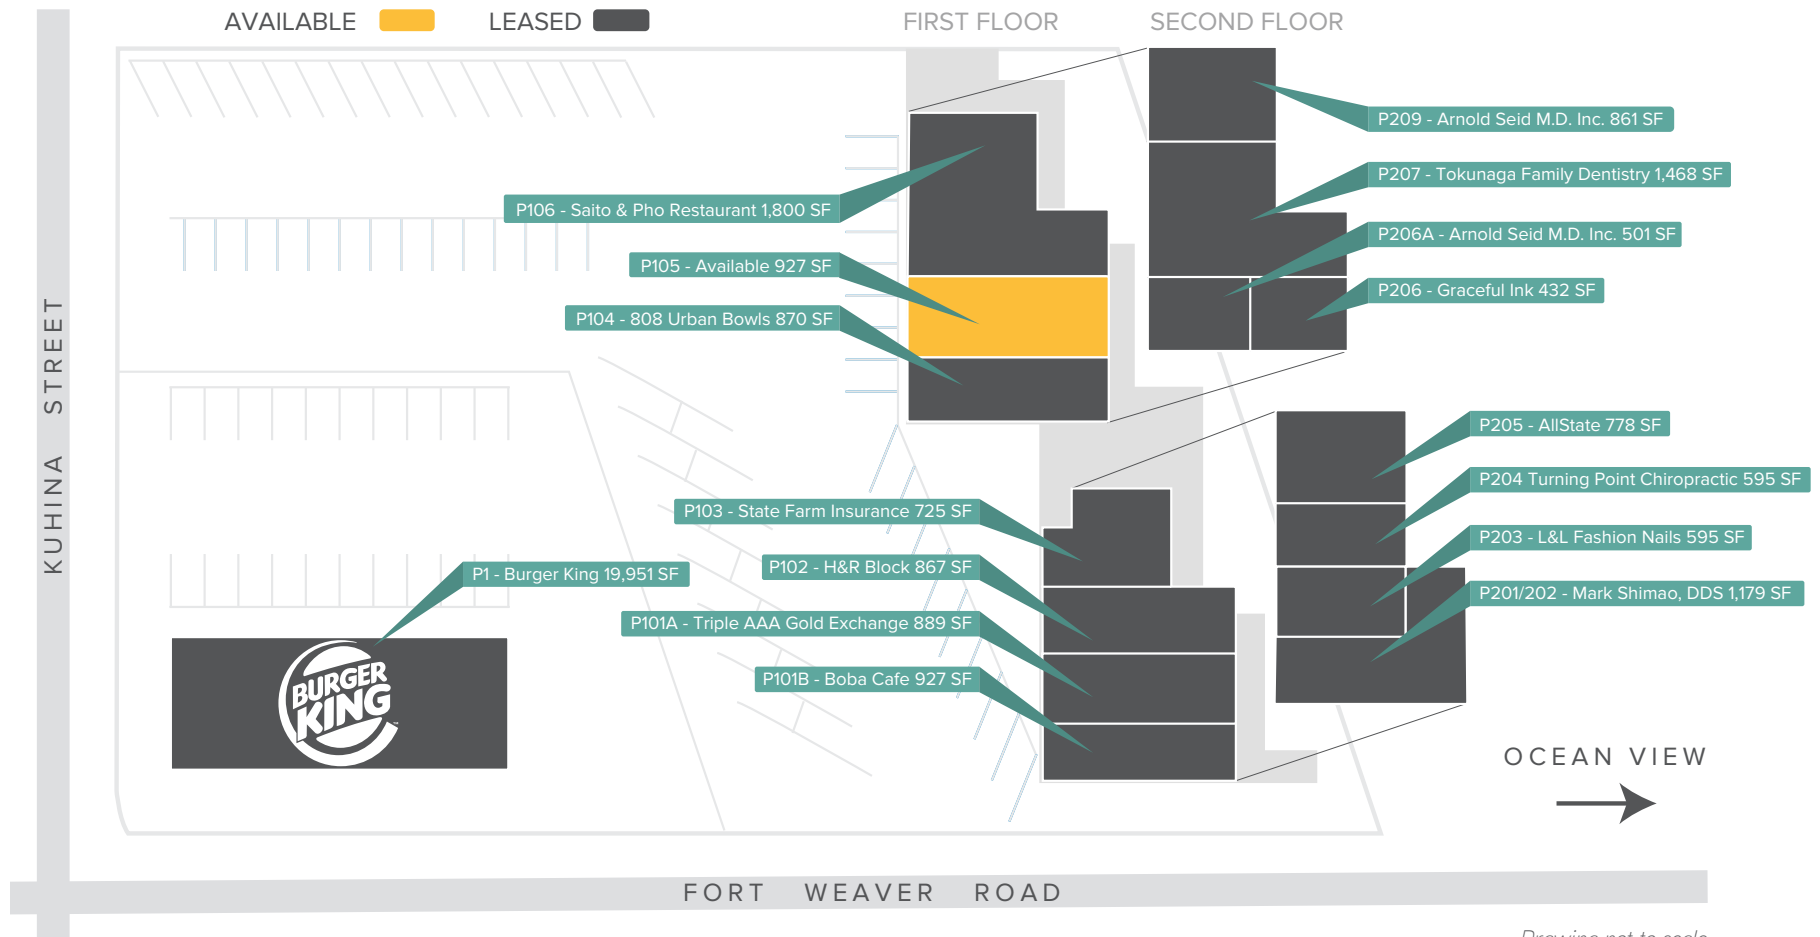 AVAILABLE
LEASED
FIRST FLOOR
SECOND FLOOR
P209 - Arnold Seid M.D. Inc. 861 SF
P207 - Tokunaga Family Dentistry 1,468 SF
P106 - Saito & Pho Restaurant 1,800 SF
P206A - Arnold Seid M.D. Inc. 501 SF
P105 - Available 927 SF
P206 - Graceful Ink 432 SF
P104 - 808 Urban Bowls 870 SF
KUHINA STREET
P205 - AllState 778 SF
P204 Turning Point Chiropractic 595 SF
P103 - State Farm Insurance 725 SF
P203 - L&L Fashion Nails 595 SF
P102 - H&R Block 867 SF
P1 - Burger King 19,951 SF
P201/202 - Mark Shimao, DDS 1,179 SF
P101A - Triple AAA Gold Exchange 889 SF
P101B - Boba Cafe 927 SF
BURGER
KING
™
OCEAN VIEW
FORT WEAVER ROAD
Drawing not to scale